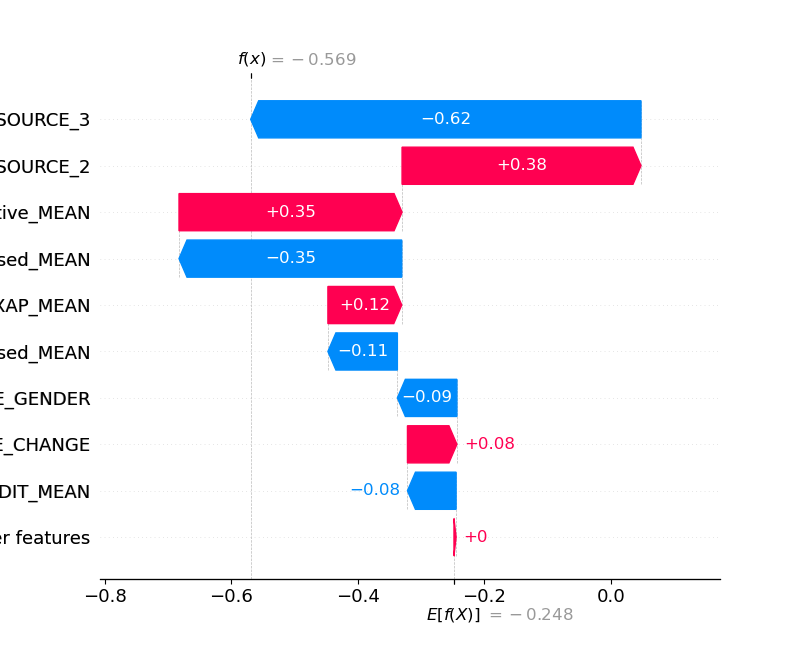 f(x) = −0.569
SOURCE_3 −0.62
SOURCE_2 +0.38
tive_MEAN +0.35
sed_MEAN −0.35
XAP_MEAN +0.12
sed_MEAN −0.11
E_GENDER −0.09
E_CHANGE +0.08
DIT_MEAN −0.08
er features +0
−0.8 −0.6 −0.4 −0.2 0.0
E[f(X)] = −0.248